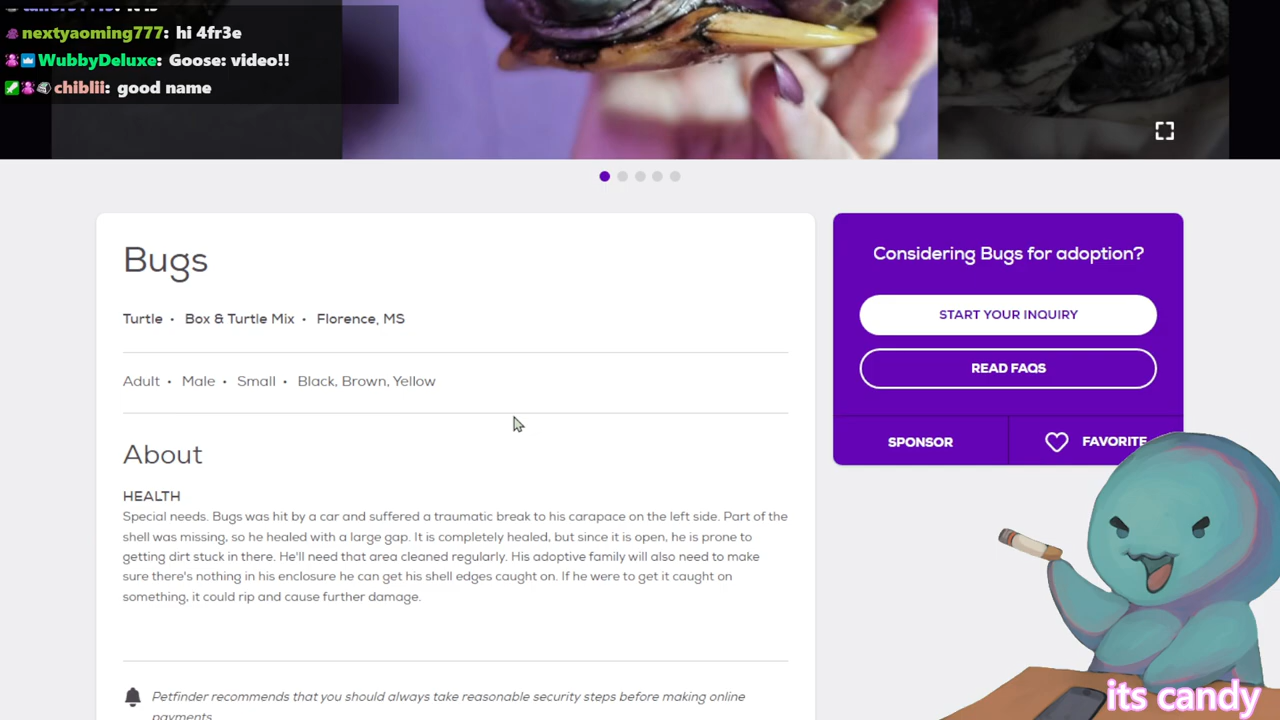 nextyaoming777: hi 4fr3e
WubbyDeluxe: Goose: video!!
chiblii: good name
Bugs
Turtle • Box & Turtle Mix • Florence, MS
Adult • Male • Small • Black, Brown, Yellow
About
HEALTH
Special needs. Bugs was hit by a car and suffered a traumatic break to his carapace on the left side. Part of the
shell was missing, so he healed with a large gap. It is completely healed, but since it is open, he is prone to
getting dirt stuck in there. He'll need that area cleaned regularly. His adoptive family will also need to make
sure there's nothing in his enclosure he can get his shell edges caught on. If he were to get it caught on
something, it could rip and cause further damage.
Petfinder recommends that you should always take reasonable security steps before making online
payments.
Considering Bugs for adoption?
START YOUR INQUIRY
READ FAQS
SPONSOR
FAVORITE
its candy